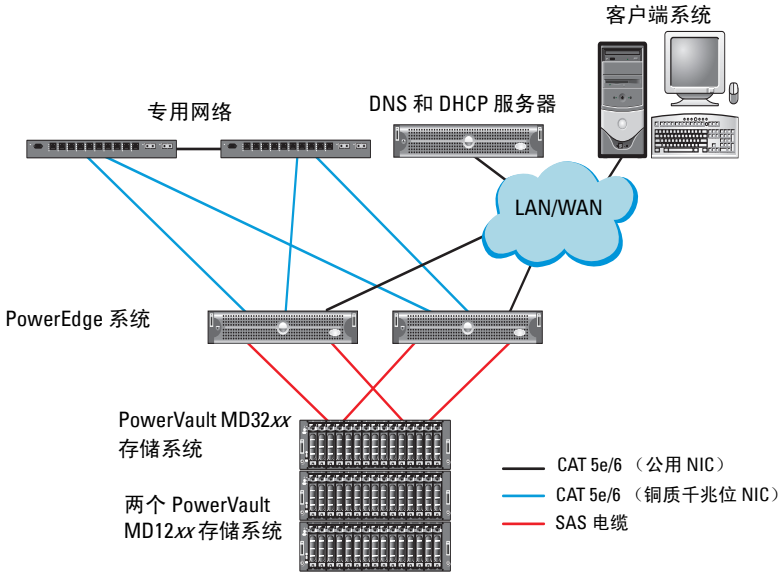 客户端系统
专用网络
DNS 和 DHCP 服务器
LAN/WAN
PowerEdge 系统
PowerVault MD32xx
存储系统
两个 PowerVault
MD12xx 存储系统
CAT 5e/6 （公用 NIC）
CAT 5e/6 （铜质千兆位 NIC）
SAS 电缆